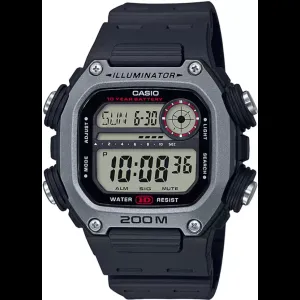 ILLUMINATOR
CASIO
10-YEAR BATTERY
SUN 6-30
ADJUST
LIGHT
P
10:08 36
MODE
SEARCH
ALM SIG MUTE
WATER RESIST
200M